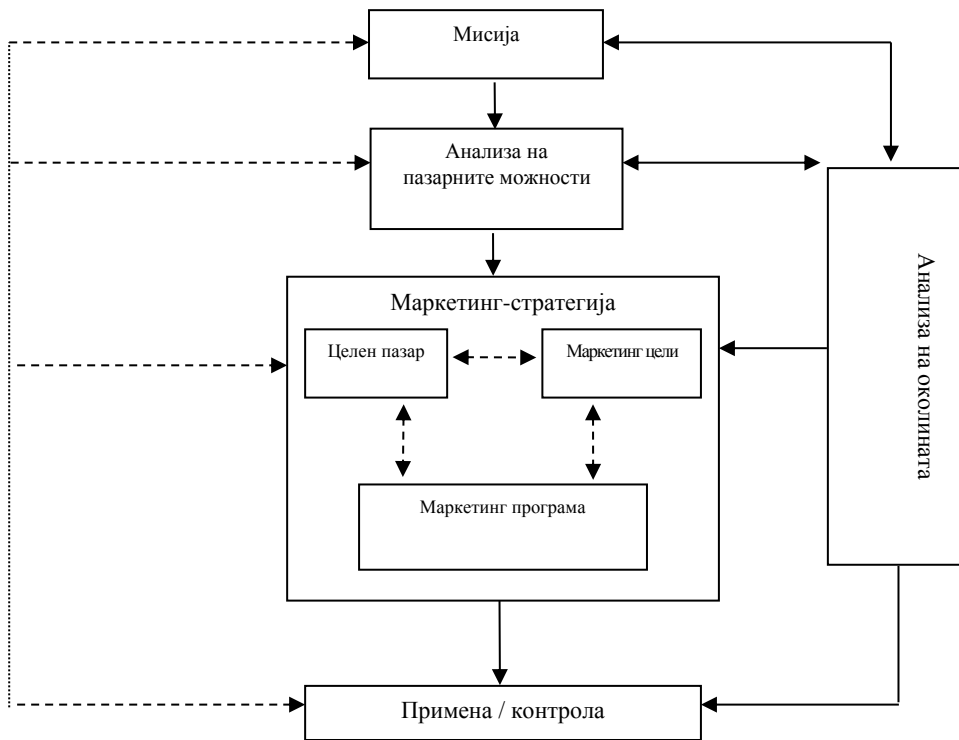 Мисија
Анализа на
пазарните можности
Маркетинг-стратегија
Целен пазар
Маркетинг цели
Маркетинг програма
Анализа на околината
Примена / контрола